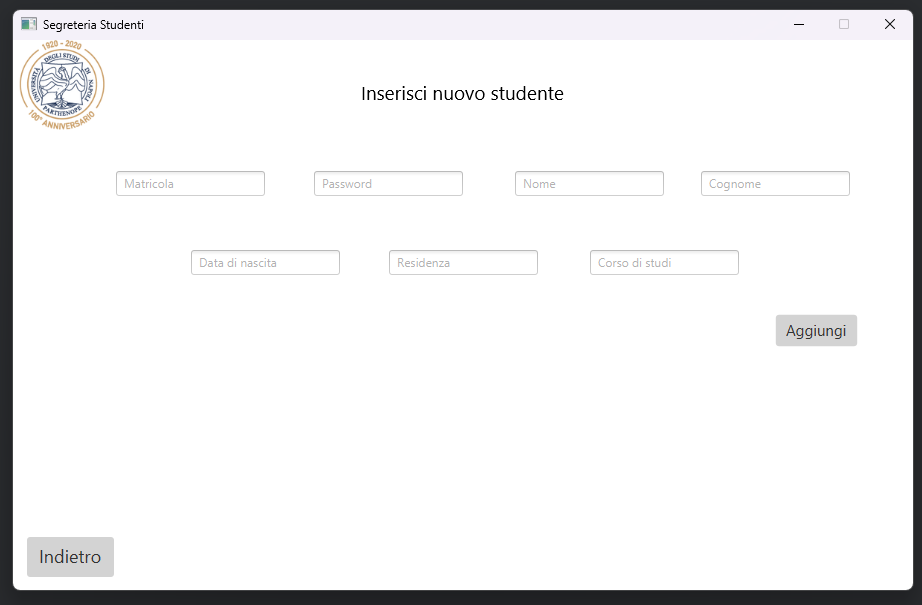 Segreteria Studenti
1920 - 2020
UNIVERSITÀ DEGLI STUDI DI NAPOLI
PARTHENOPE
100° ANNIVERSARIO
Inserisci nuovo studente
Matricola Password Nome Cognome
Data di nascita Residenza Corso di studi
Aggiungi
Indietro